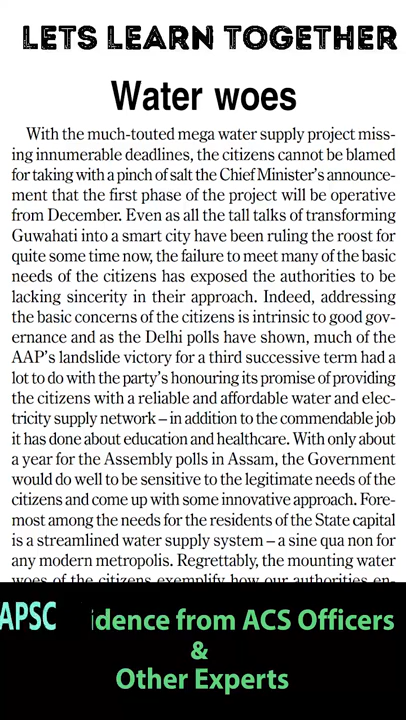 LETS LEARN TOGETHER
Water woes
With the much-touted mega water supply project miss-
ing innumerable deadlines, the citizens cannot be blamed
for taking with a pinch of salt the Chief Minister's announce-
ment that the first phase of the project will be operative
from December. Even as all the tall talks of transforming
Guwahati into a smart city have been ruling the roost for
quite some time now, the failure to meet many of the basic
needs of the citizens has exposed the authorities to be
lacking sincerity in their approach. Indeed, addressing
the basic concerns of the citizens is intrinsic to good gov-
ernance and as the Delhi polls have shown, much of the
AAP's landslide victory for a third successive term had a
lot to do with the party's honouring its promise of providing
the citizens with a reliable and affordable water and elec-
tricity supply network – in addition to the commendable job
it has done about education and healthcare. With only about
a year for the Assembly polls in Assam, the Government
would do well to be sensitive to the legitimate needs of the
citizens and come up with some innovative approach. Fore-
most among the needs for the residents of the State capital
is a streamlined water supply system – a sine qua non for
any modern metropolis. Regrettably, the mounting water
woes of the citizens exemplify how our authorities en-
APSC idence from ACS Officers
&
Other Experts